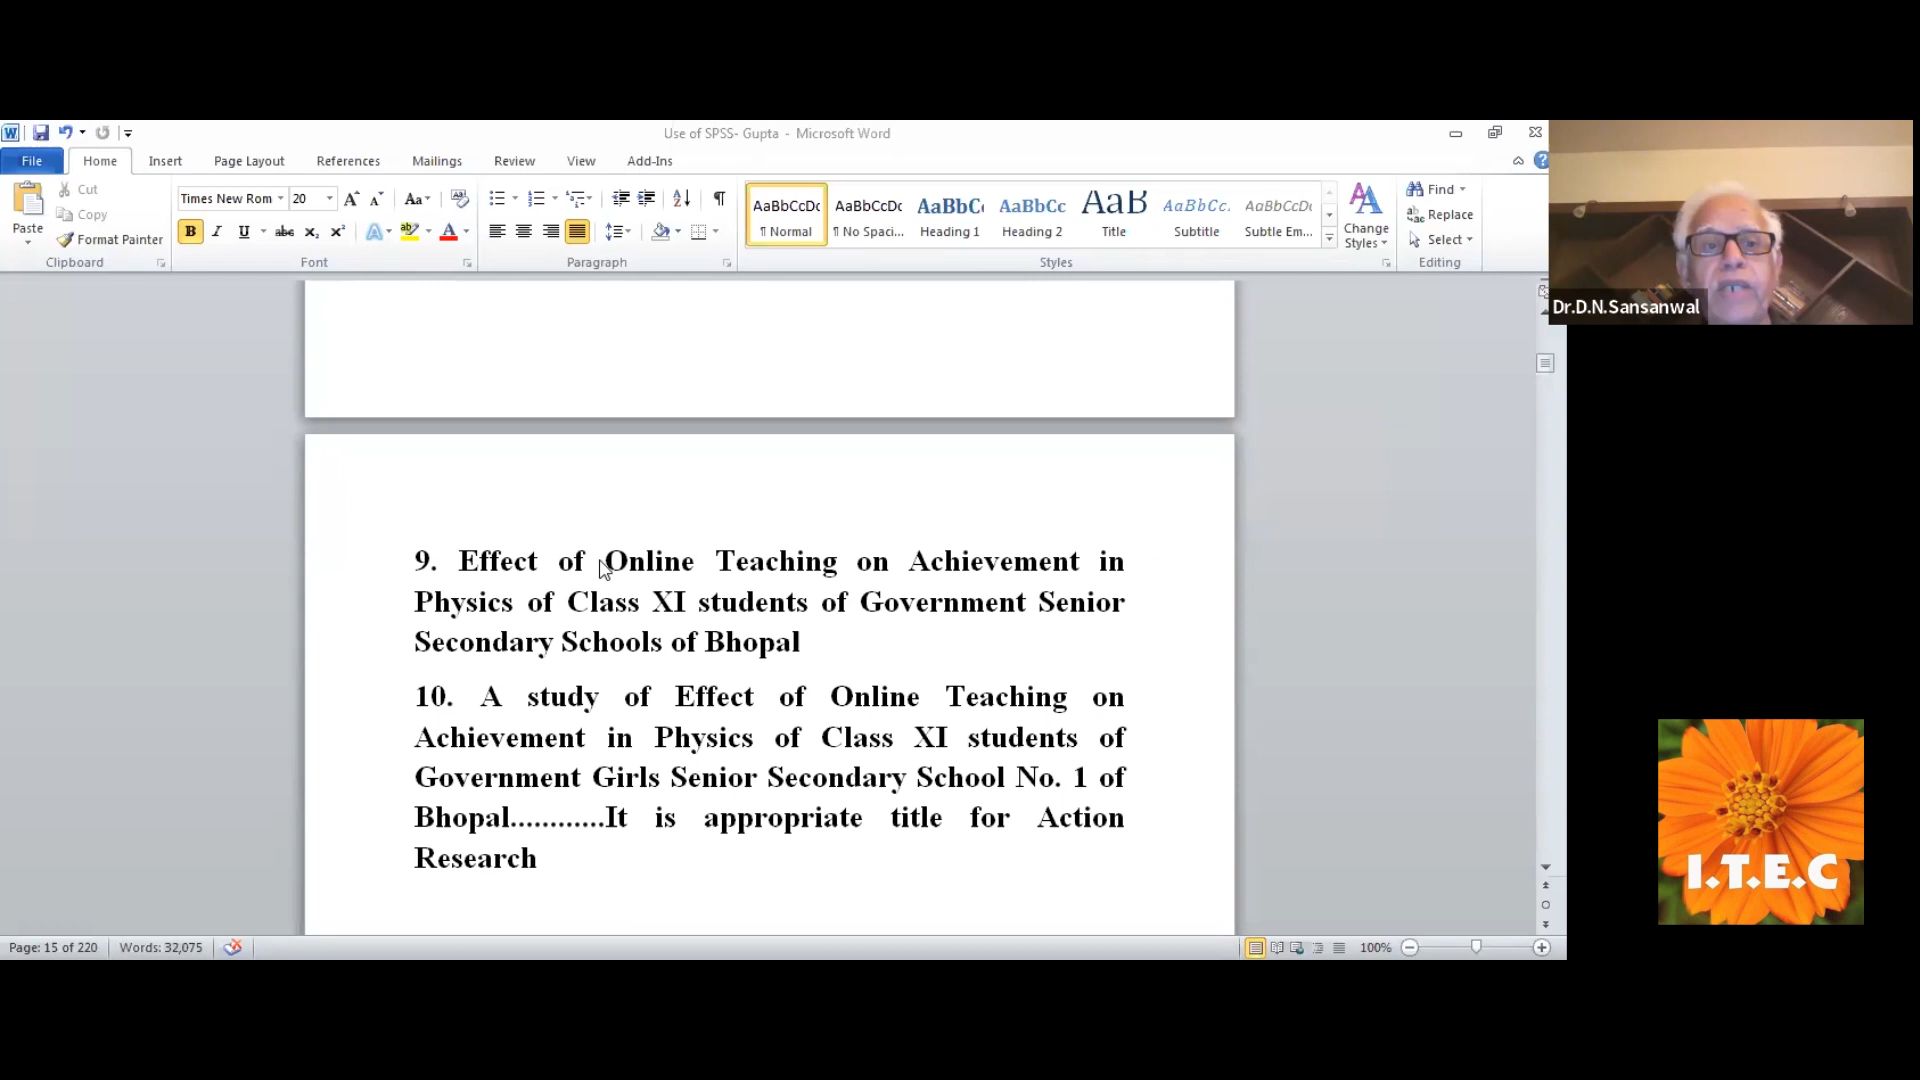 Use of SPSS- Gupta - Microsoft Word
File Home Insert Page Layout References Mailings Review View Add-Ins
Paste
Cut
Copy
Format Painter
Clipboard
Times New Rom 20
Font
Paragraph
AaBbCcDc AaBbCcDc AaBbC AaBbCc AaB AaBbCc. AaBbCcDc
¶ Normal ¶ No Spaci... Heading 1 Heading 2 Title Subtitle Subtle Em...
Styles
Change
Styles
Find
Replace
Select
Editing
Dr.D.N.Sansanwal
9. Effect of Online Teaching on Achievement in
Physics of Class XI students of Government Senior
Secondary Schools of Bhopal
10. A study of Effect of Online Teaching on
Achievement in Physics of Class XI students of
Government Girls Senior Secondary School No. 1 of
Bhopal............It is appropriate title for Action
Research
I.T.E.C
Page: 15 of 220 Words: 32,075
100%